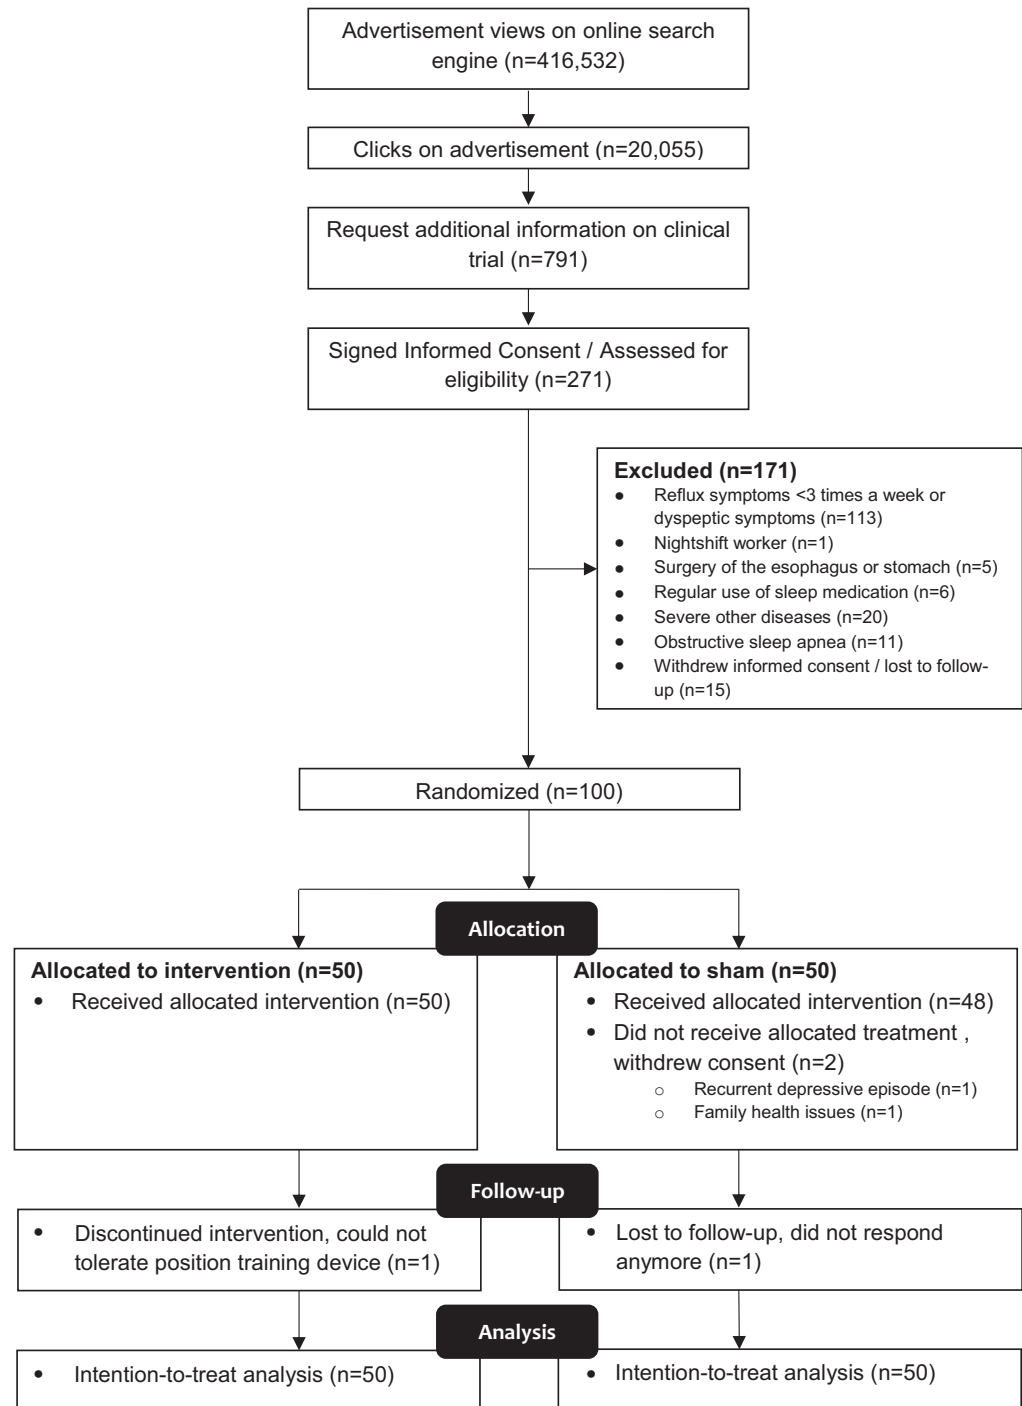 Advertisement views on online search
engine (n=416,532)
Clicks on advertisement (n=20,055)
Request additional information on clinical
trial (n=791)
Signed Informed Consent / Assessed for
eligibility (n=271)
Excluded (n=171)
• Reflux symptoms <3 times a week or
dyspeptic symptoms (n=113)
• Nightshift worker (n=1)
• Surgery of the esophagus or stomach (n=5)
• Regular use of sleep medication (n=6)
• Severe other diseases (n=20)
• Obstructive sleep apnea (n=11)
• Withdrew informed consent / lost to follow-
up (n=15)
Randomized (n=100)
Allocation
Allocated to intervention (n=50)
• Received allocated intervention (n=50)
Allocated to sham (n=50)
• Received allocated intervention (n=48)
• Did not receive allocated treatment ,
withdrew consent (n=2)
○ Recurrent depressive episode (n=1)
○ Family health issues (n=1)
Follow-up
• Discontinued intervention, could not
tolerate position training device (n=1)
• Lost to follow-up, did not respond
anymore (n=1)
Analysis
• Intention-to-treat analysis (n=50)
• Intention-to-treat analysis (n=50)